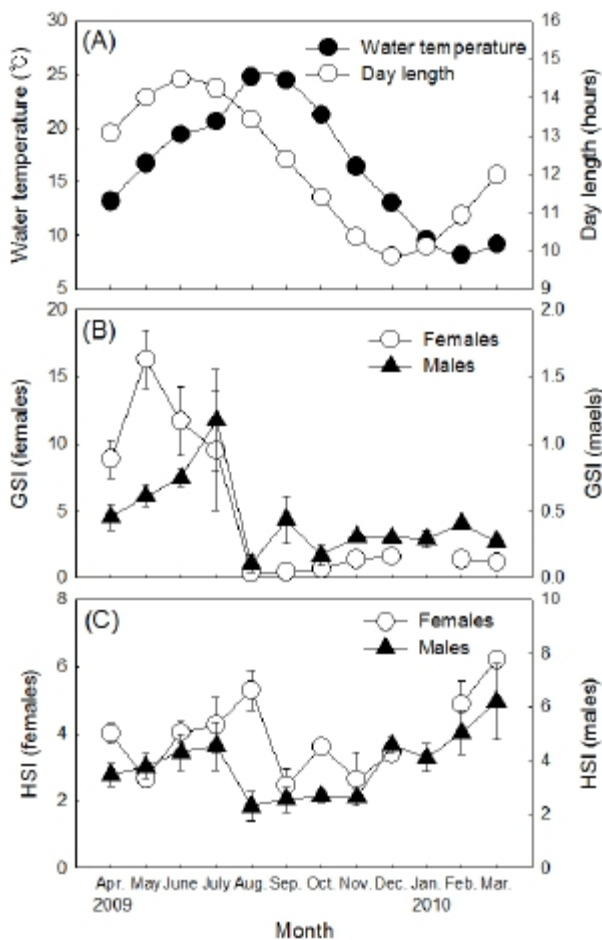 (A)
Water temperature
Day length
Water temperature (℃)
30
25
20
15
10
5
Day length (hours)
16
15
14
13
12
11
10
9
(B)
Females
Males
GSI (females)
20
15
10
5
0
GSI (maels)
2.0
1.5
1.0
0.5
0.0
(C)
Females
Males
HSI (females)
8
6
4
2
0
HSI (males)
10
8
6
4
2
0
Apr. May June July Aug. Sep. Oct. Nov. Dec. Jan. Feb. Mar.
2009 2010
Month